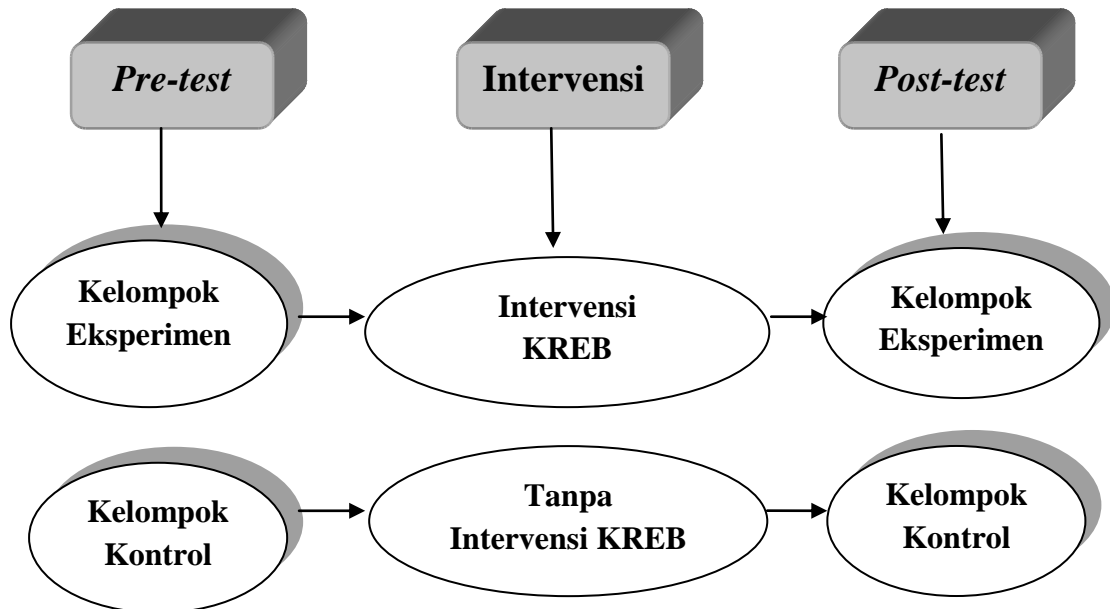 Pre-test
Intervensi
Post-test
Kelompok
Eksperimen
Intervensi
KREB
Kelompok
Eksperimen
Kelompok
Kontrol
Tanpa
Intervensi KREB
Kelompok
Kontrol